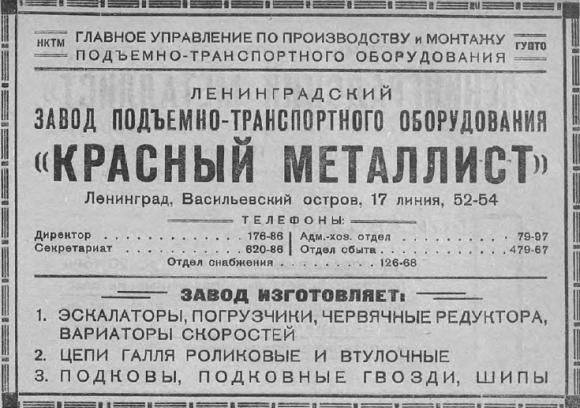 НКТМ ГЛАВНОЕ УПРАВЛЕНИЕ ПО ПРОИЗВОДСТВУ и МОНТАЖУ ГУПТО
ПОДЪЕМНО-ТРАНСПОРТНОГО ОБОРУДОВАНИЯ
ЛЕНИНГРАДСКИЙ
ЗАВОД ПОДЪЕМНО-ТРАНСПОРТНОГО ОБОРУДОВАНИЯ
«КРАСНЫЙ МЕТАЛЛИСТ»
Ленинград, Васильевский остров, 17 линия, 52-54
ТЕЛЕФОНЫ:
Директор . . . . . . . . . . . . 176-86 | Адм.-хоз. отдел . . . . . . . . . . . 79-97
Секретариат . . . . . . . . . . 620-86 | Отдел сбыта . . . . . . . . . . . . 479-67
Отдел снабжения . . . . . . . . . 126-68
ЗАВОД ИЗГОТОВЛЯЕТ:
1. ЭСКАЛАТОРЫ, ПОГРУЗЧИКИ, ЧЕРВЯЧНЫЕ РЕДУКТОРА,
ВАРИАТОРЫ СКОРОСТЕЙ
2. ЦЕПИ ГАЛЛЯ РОЛИКОВЫЕ И ВТУЛОЧНЫЕ
3. ПОДКОВЫ, ПОДКОВНЫЕ ГВОЗДИ, ШИПЫ